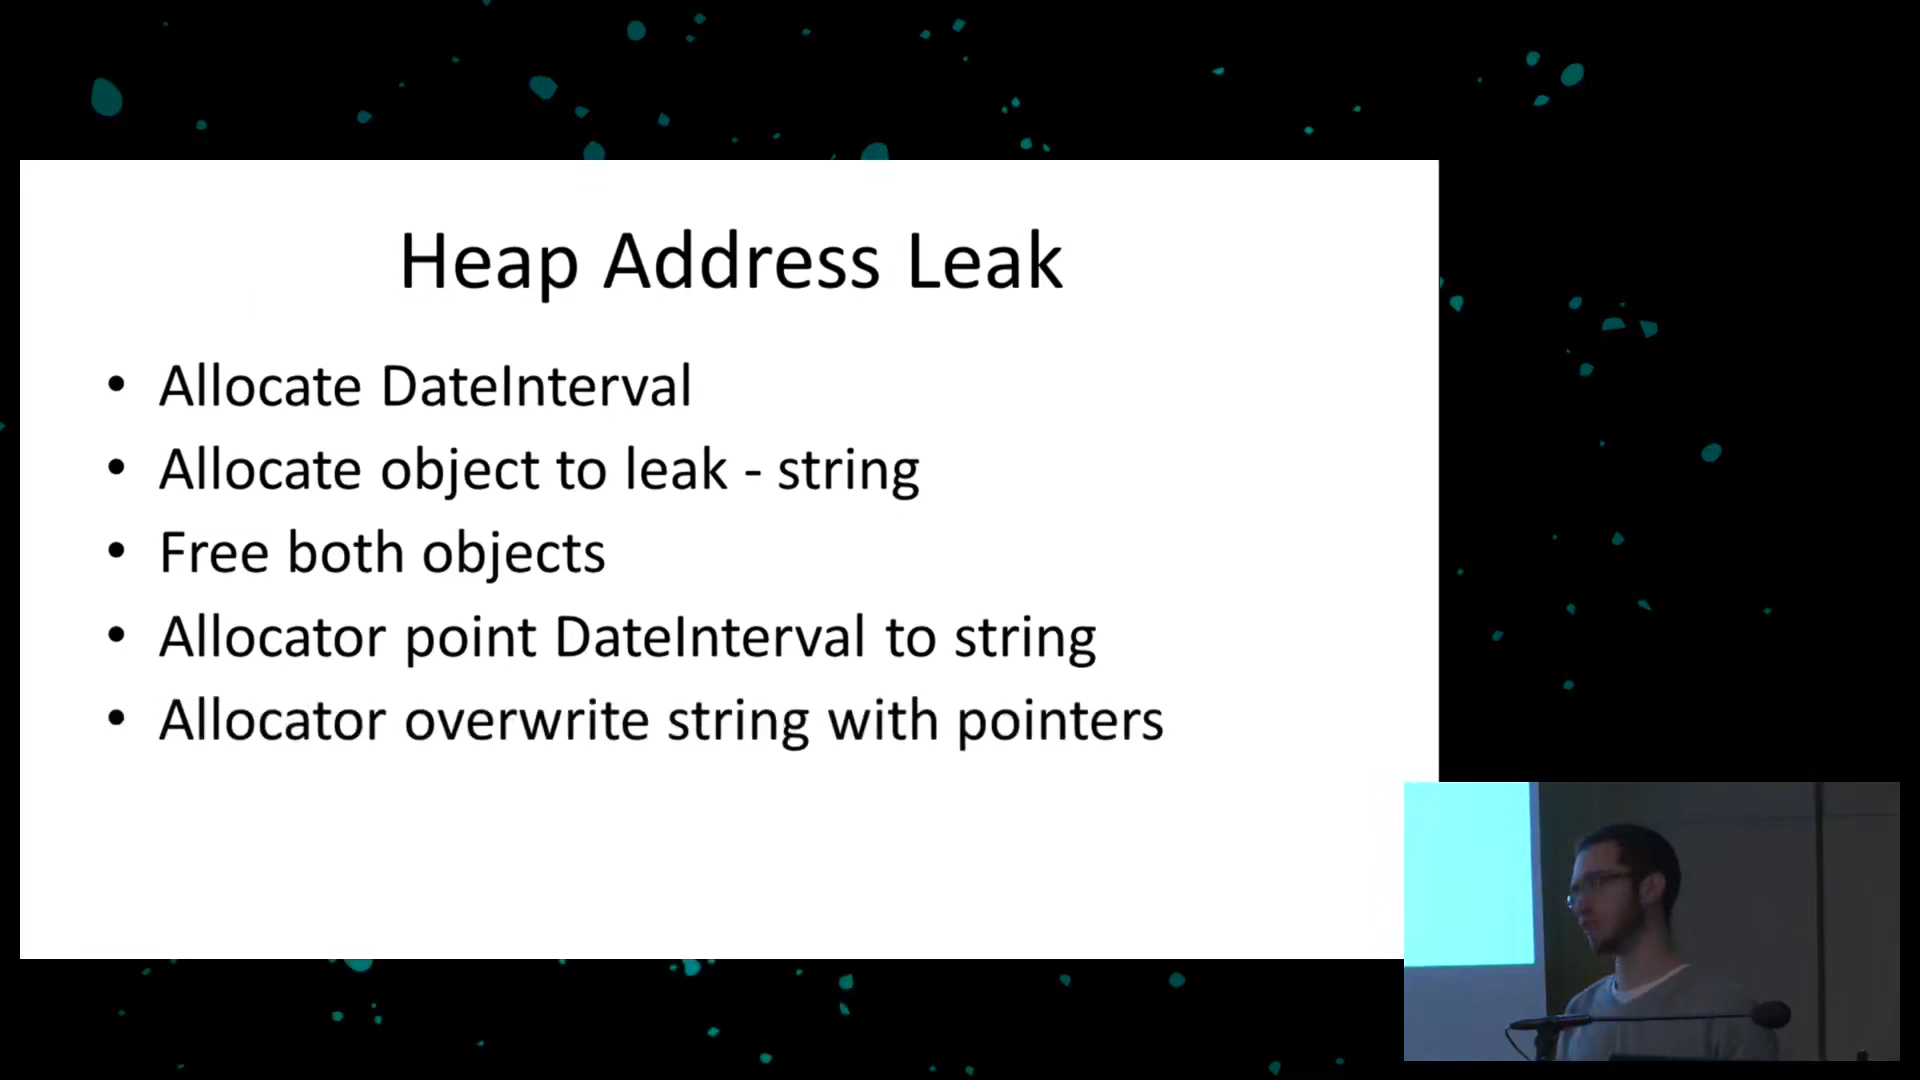 Heap Address Leak
• Allocate DateInterval
• Allocate object to leak - string
• Free both objects
• Allocator point DateInterval to string
• Allocator overwrite string with pointers